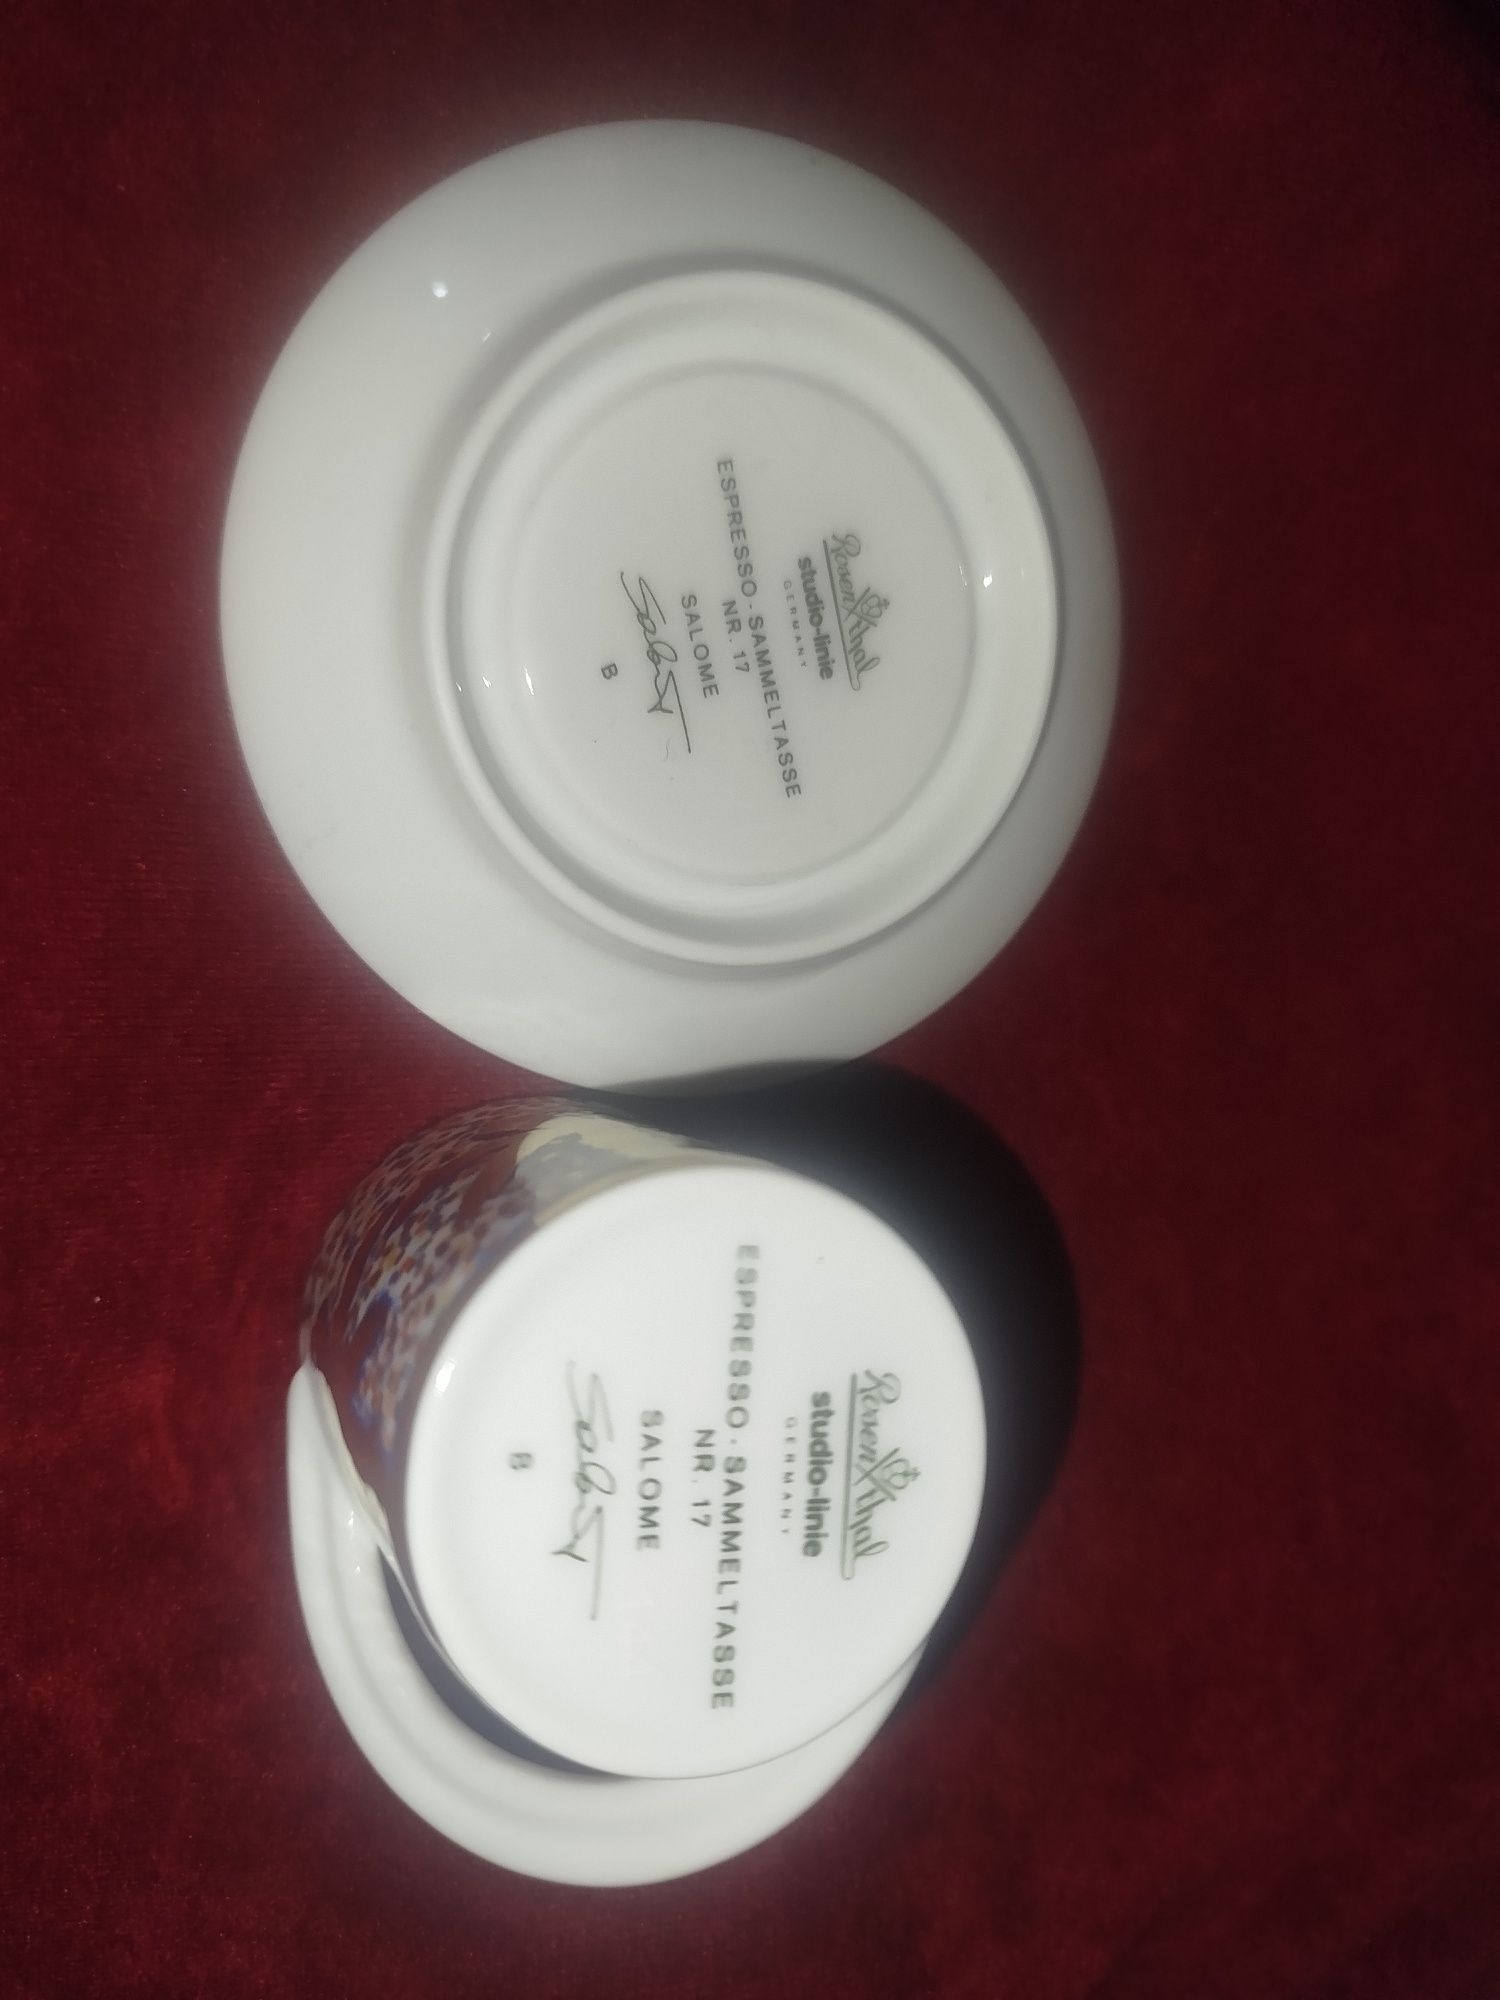 Rosenthal
studio-linie
GERMANY
ESPRESSO-SAMMELTASSE
NR. 17
SALOME
B
Rosenthal
studio-linie
GERMANY
ESPRESSO-SAMMELTASSE
NR. 17
SALOME
B